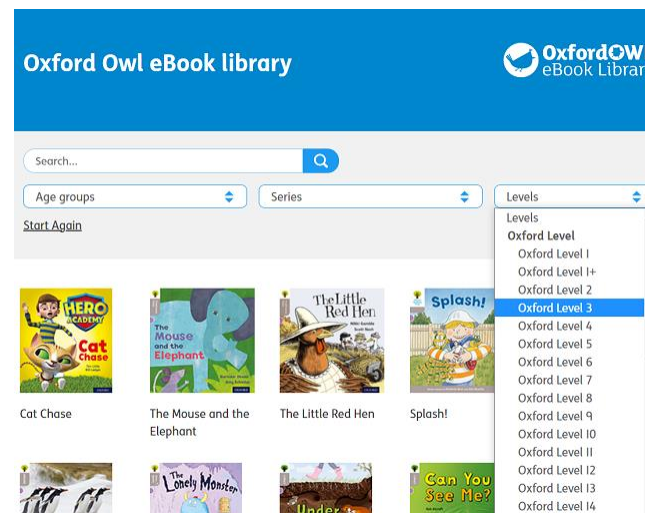 Oxford Owl eBook library
OxfordOW
eBook Librar
Search...
Age groups
Series
Levels
Start Again
Levels
Oxford Level
Oxford Level 1
Oxford Level 1+
Oxford Level 2
Oxford Level 3
Oxford Level 4
Oxford Level 5
Oxford Level 6
Oxford Level 7
Oxford Level 8
Oxford Level 9
Oxford Level 10
Oxford Level 11
Oxford Level 12
Oxford Level 13
Oxford Level 14
HERO
ACADEMY
Cat
Chase
The
Mouse
and the
Elephant
The Little
Red Hen
Splash!
Cat Chase
The Mouse and the
Elephant
The Little Red Hen
Splash!
The
Lonely Monster
Under
Can You
See Me?